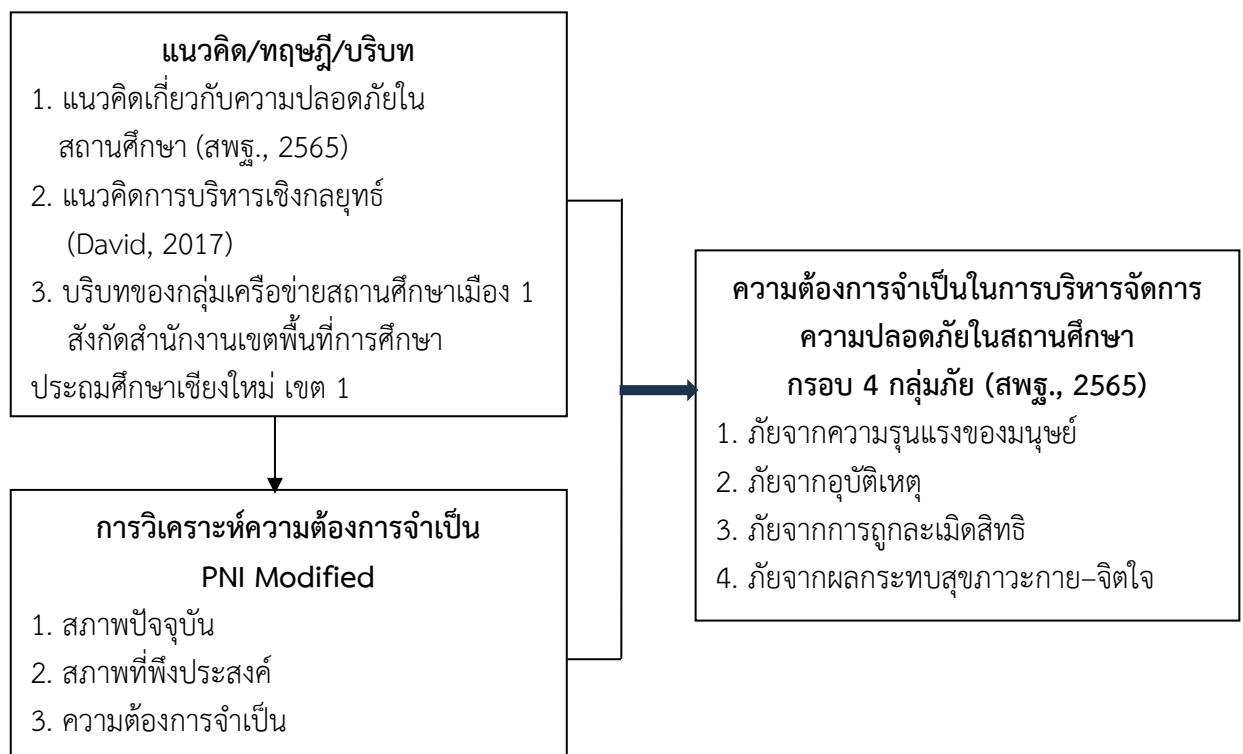 แนวคิด/ทฤษฎี/บริบท
1. แนวคิดเกี่ยวกับความปลอดภัยใน
สถานศึกษา (สพฐ., 2565)
2. แนวคิดการบริหารเชิงกลยุทธ์
(David, 2017)
3. บริบทของกลุ่มเครือข่ายสถานศึกษาเมือง 1
สังกัดสำนักงานเขตพื้นที่การศึกษา
ประถมศึกษาเชียงใหม่ เขต 1
การวิเคราะห์ความต้องการจำเป็น
PNI Modified
1. สภาพปัจจุบัน
2. สภาพที่พึงประสงค์
3. ความต้องการจำเป็น
ความต้องการจำเป็นในการบริหารจัดการ
ความปลอดภัยในสถานศึกษา
กรอบ 4 กลุ่มภัย (สพฐ., 2565)
1. ภัยจากความรุนแรงของมนุษย์
2. ภัยจากอุบัติเหตุ
3. ภัยจากการถูกละเมิดสิทธิ
4. ภัยจากผลกระทบสุขภาวะกาย–จิตใจ